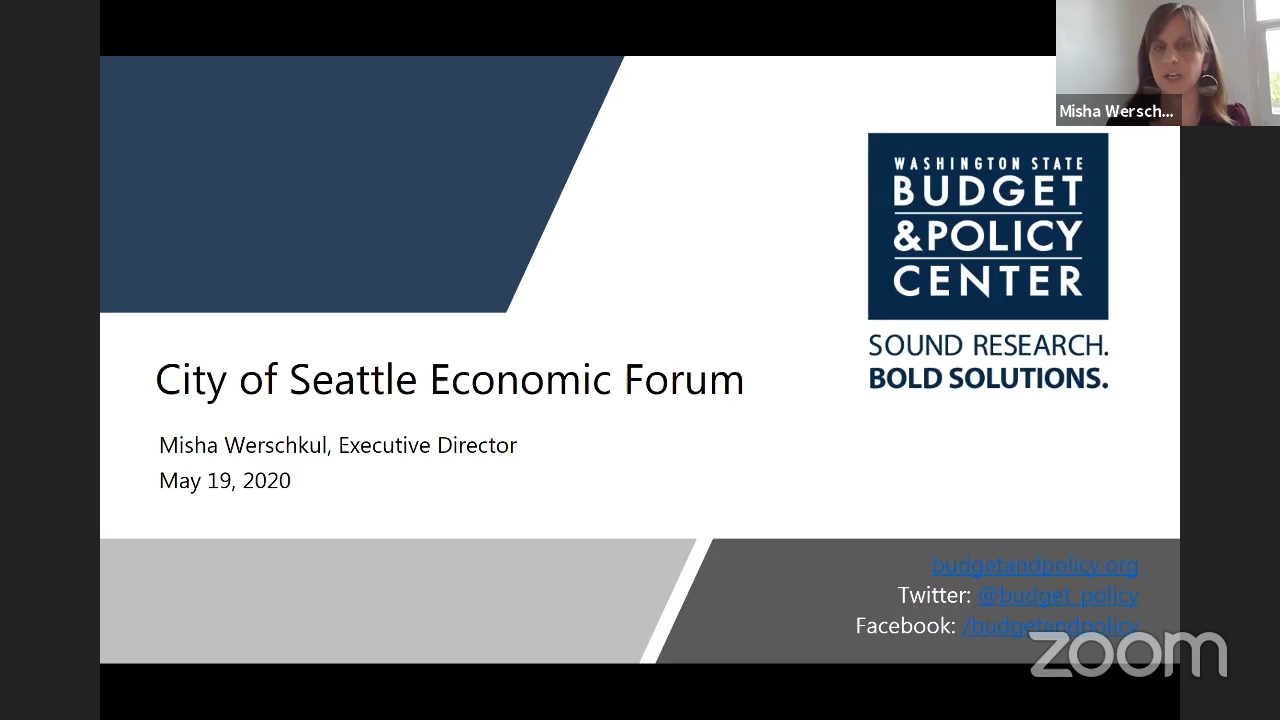 Misha Wersch...
WASHINGTON STATE
BUDGET
&POLICY
CENTER
SOUND RESEARCH.
BOLD SOLUTIONS.
City of Seattle Economic Forum
Misha Werschkul, Executive Director
May 19, 2020
budgetandpolicy.org
Twitter: @budget_policy
Facebook: /budgetandpolicy
zoom